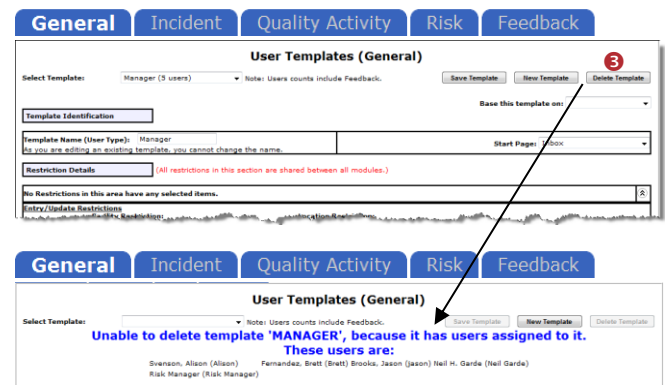 General Incident Quality Activity Risk Feedback
User Templates (General)
3
Select Template: Manager (5 users) Note: Users counts include Feedback. Save Template New Template Delete Template
Base this template on:
Template Identification
Template Name (User Type): Manager
As you are editing an existing template, you cannot change the name.
Start Page: Inbox
Restriction Details (All restrictions in this section are shared between all modules.)
No Restrictions in this area have any selected items.
Entry/Update Restrictions
General Incident Quality Activity Risk Feedback
User Templates (General)
Select Template: Note: Users counts include Feedback. Save Template New Template Delete Template
Unable to delete template 'MANAGER', because it has users assigned to it.
These users are:
Svenson, Alison (Alison) Fernandez, Brett (Brett) Brooks, Jason (Jason) Neil H. Garde (Neil Garde)
Risk Manager (Risk Manager)